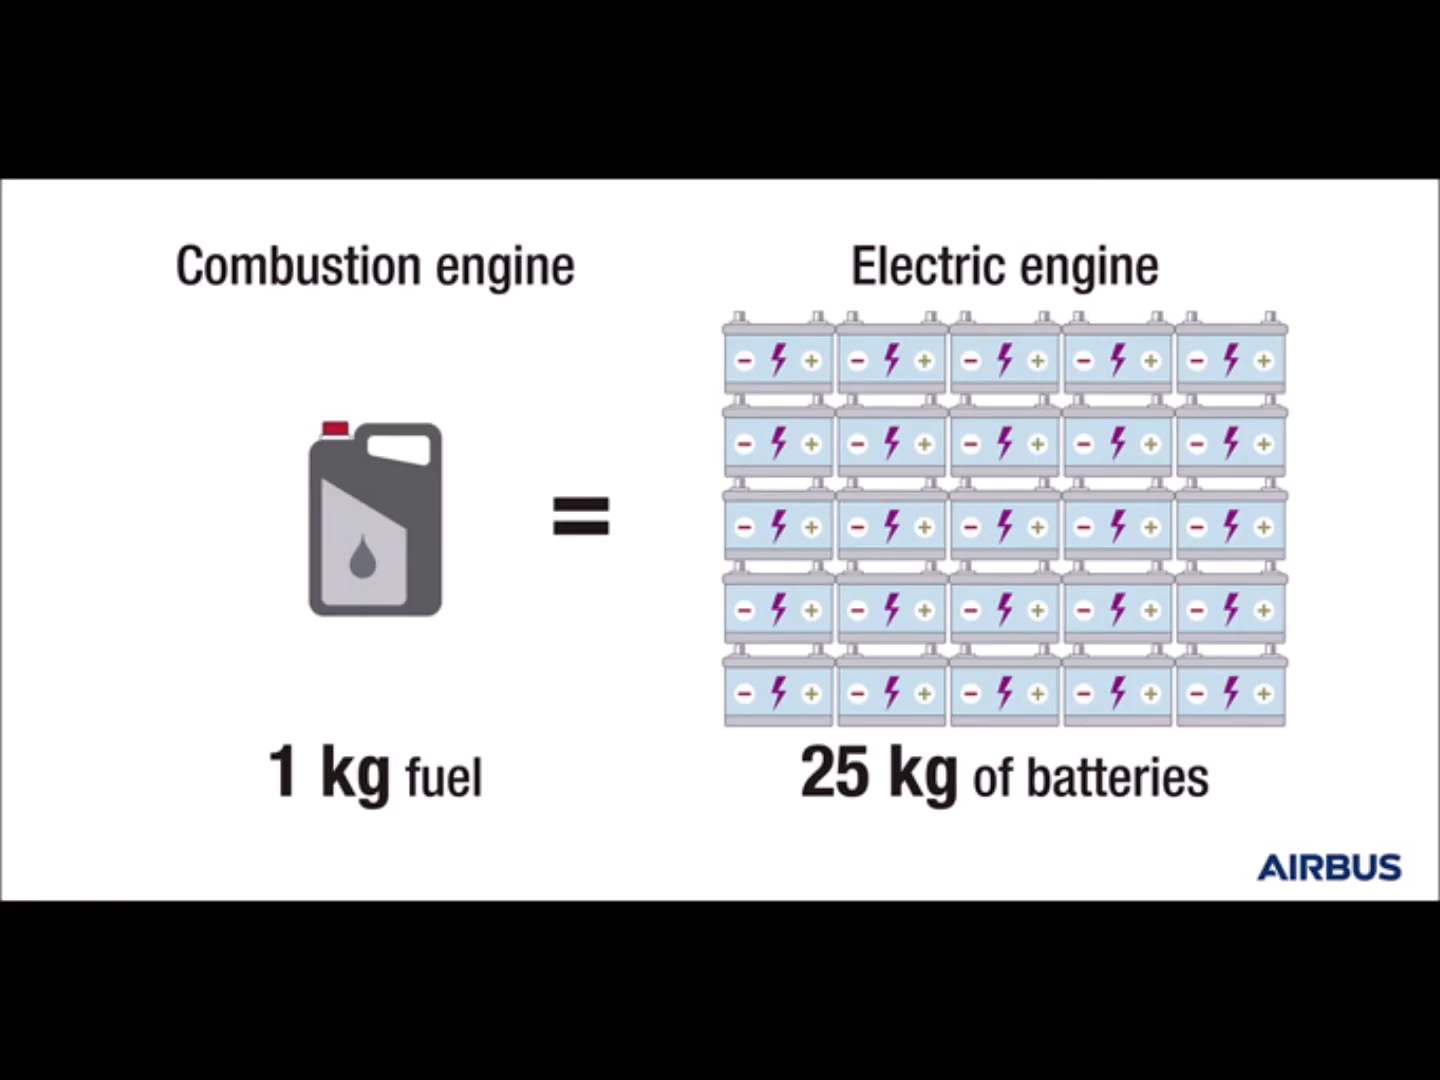 Combustion engine
Electric engine
=
1 kg fuel
25 kg of batteries
AIRBUS